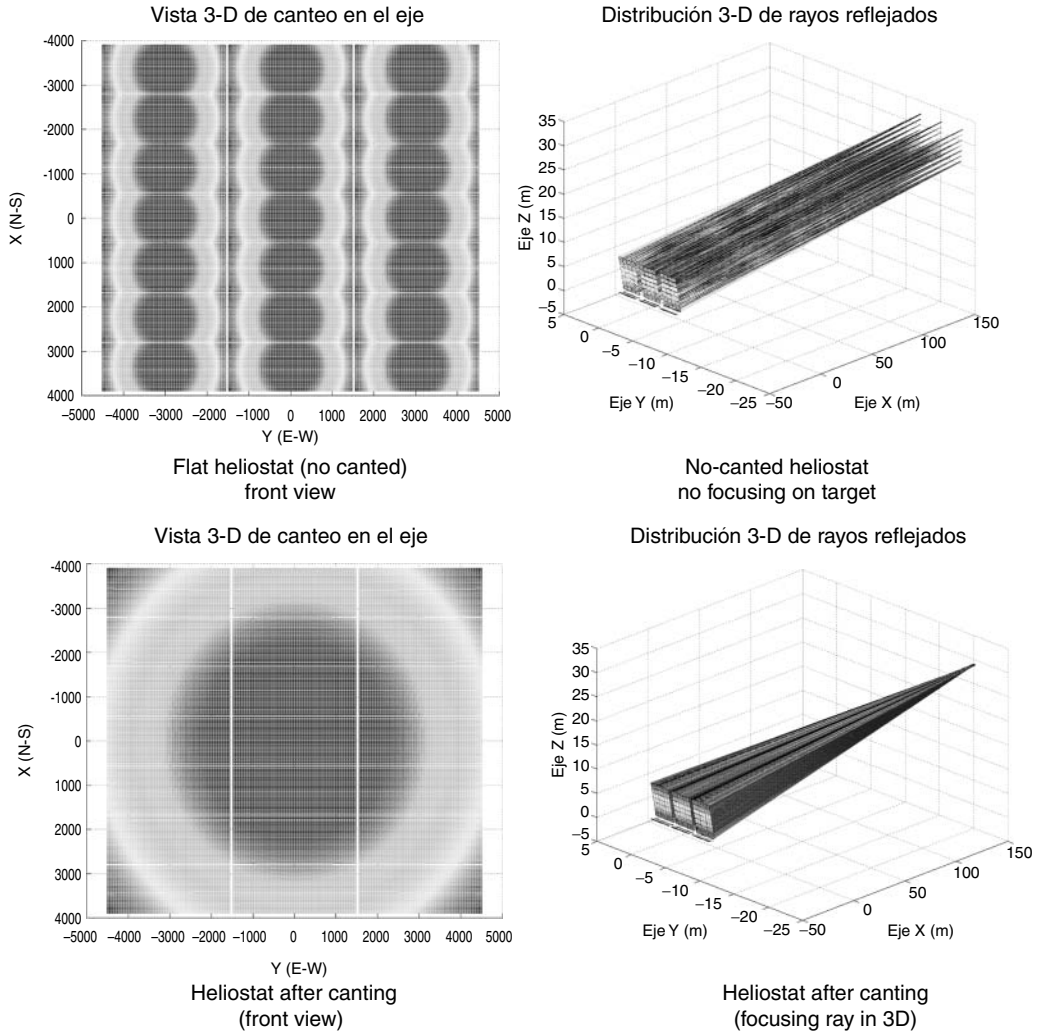 Vista 3-D de canteo en el eje
-4000
-3000
-2000
-1000
0
1000
2000
3000
4000
X (N-S)
−5000 −4000 −3000 −2000 −1000 0 1000 2000 3000 4000 5000
Y (E-W)
Flat heliostat (no canted)
front view
Distribución 3-D de rayos reflejados
35
30
25
20
15
10
5
0
−5
Eje Z (m)
5
0
−5
−10
−15
−20
−25
Eje Y (m)
−50
0
50
100
150
Eje X (m)
No-canted heliostat
no focusing on target
Vista 3-D de canteo en el eje
-4000
-3000
-2000
-1000
0
1000
2000
3000
4000
X (N-S)
−5000 −4000 −3000 −2000 −1000 0 1000 2000 3000 4000 5000
Y (E-W)
Heliostat after canting
(front view)
Distribución 3-D de rayos reflejados
35
30
25
20
15
10
5
0
−5
Eje Z (m)
5
0
−5
−10
−15
−20
−25
Eje Y (m)
−50
0
50
100
150
Eje X (m)
Heliostat after canting
(focusing ray in 3D)